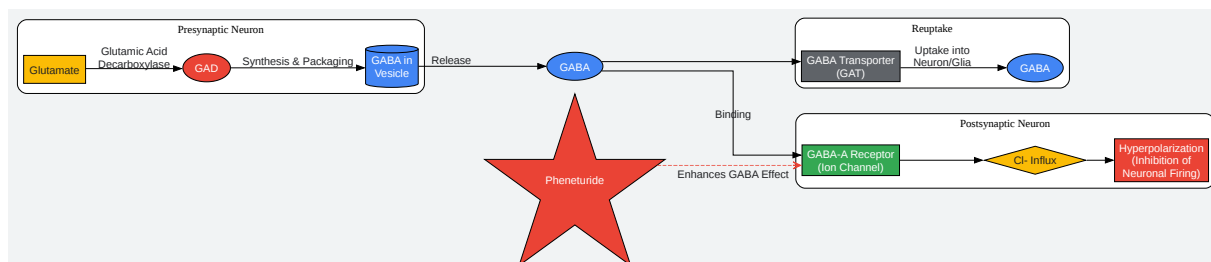 Presynaptic Neuron
Glutamate
Glutamic Acid
Decarboxylase
GAD
Synthesis & Packaging
GABA in
Vesicle
Release
GABA
Reuptake
GABA Transporter
(GAT)
Uptake into
Neuron/Glia
GABA
Binding
Pheneturide
Enhances GABA Effect
Postsynaptic Neuron
GABA-A Receptor
(Ion Channel)
Cl- Influx
Hyperpolarization
(Inhibition of
Neuronal Firing)